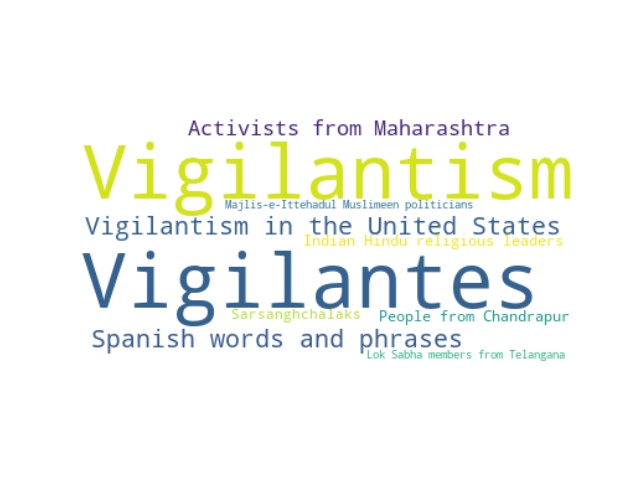 Activists from Maharashtra
Vigilantism
Majlis-e-Ittehadul Muslimeen politicians
Vigilantism in the United States
Indian Hindu religious leaders
Vigilantes
Sarsanghchalaks
People from Chandrapur
Spanish words and phrases
Lok Sabha members from Telangana